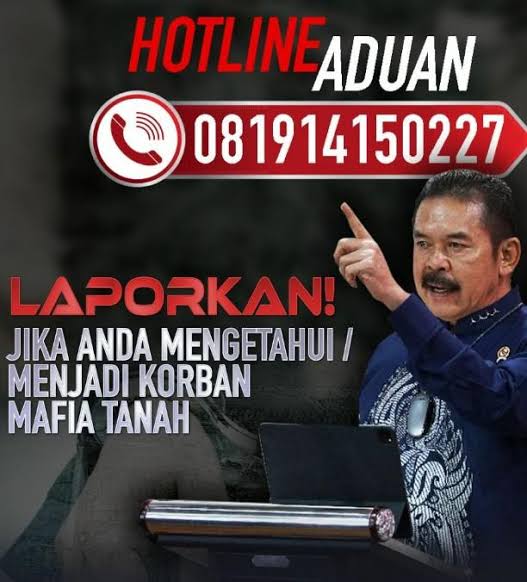 HOTLINE ADUAN
081914150227
LAPORKAN!
JIKA ANDA MENGETAHUI /
MENJADI KORBAN
MAFIA TANAH